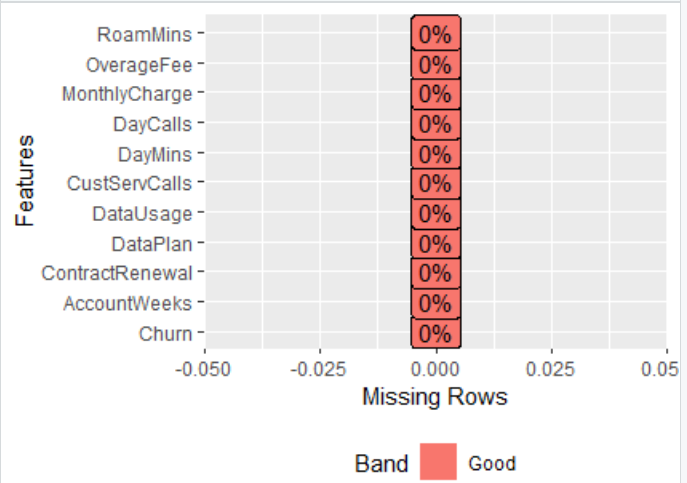 RoamMins 0%
OverageFee 0%
MonthlyCharge 0%
DayCalls 0%
DayMins 0%
CustServCalls 0%
DataUsage 0%
DataPlan 0%
ContractRenewal 0%
AccountWeeks 0%
Churn 0%
Features
-0.050 -0.025 0.000 0.025 0.05
Missing Rows
Band Good